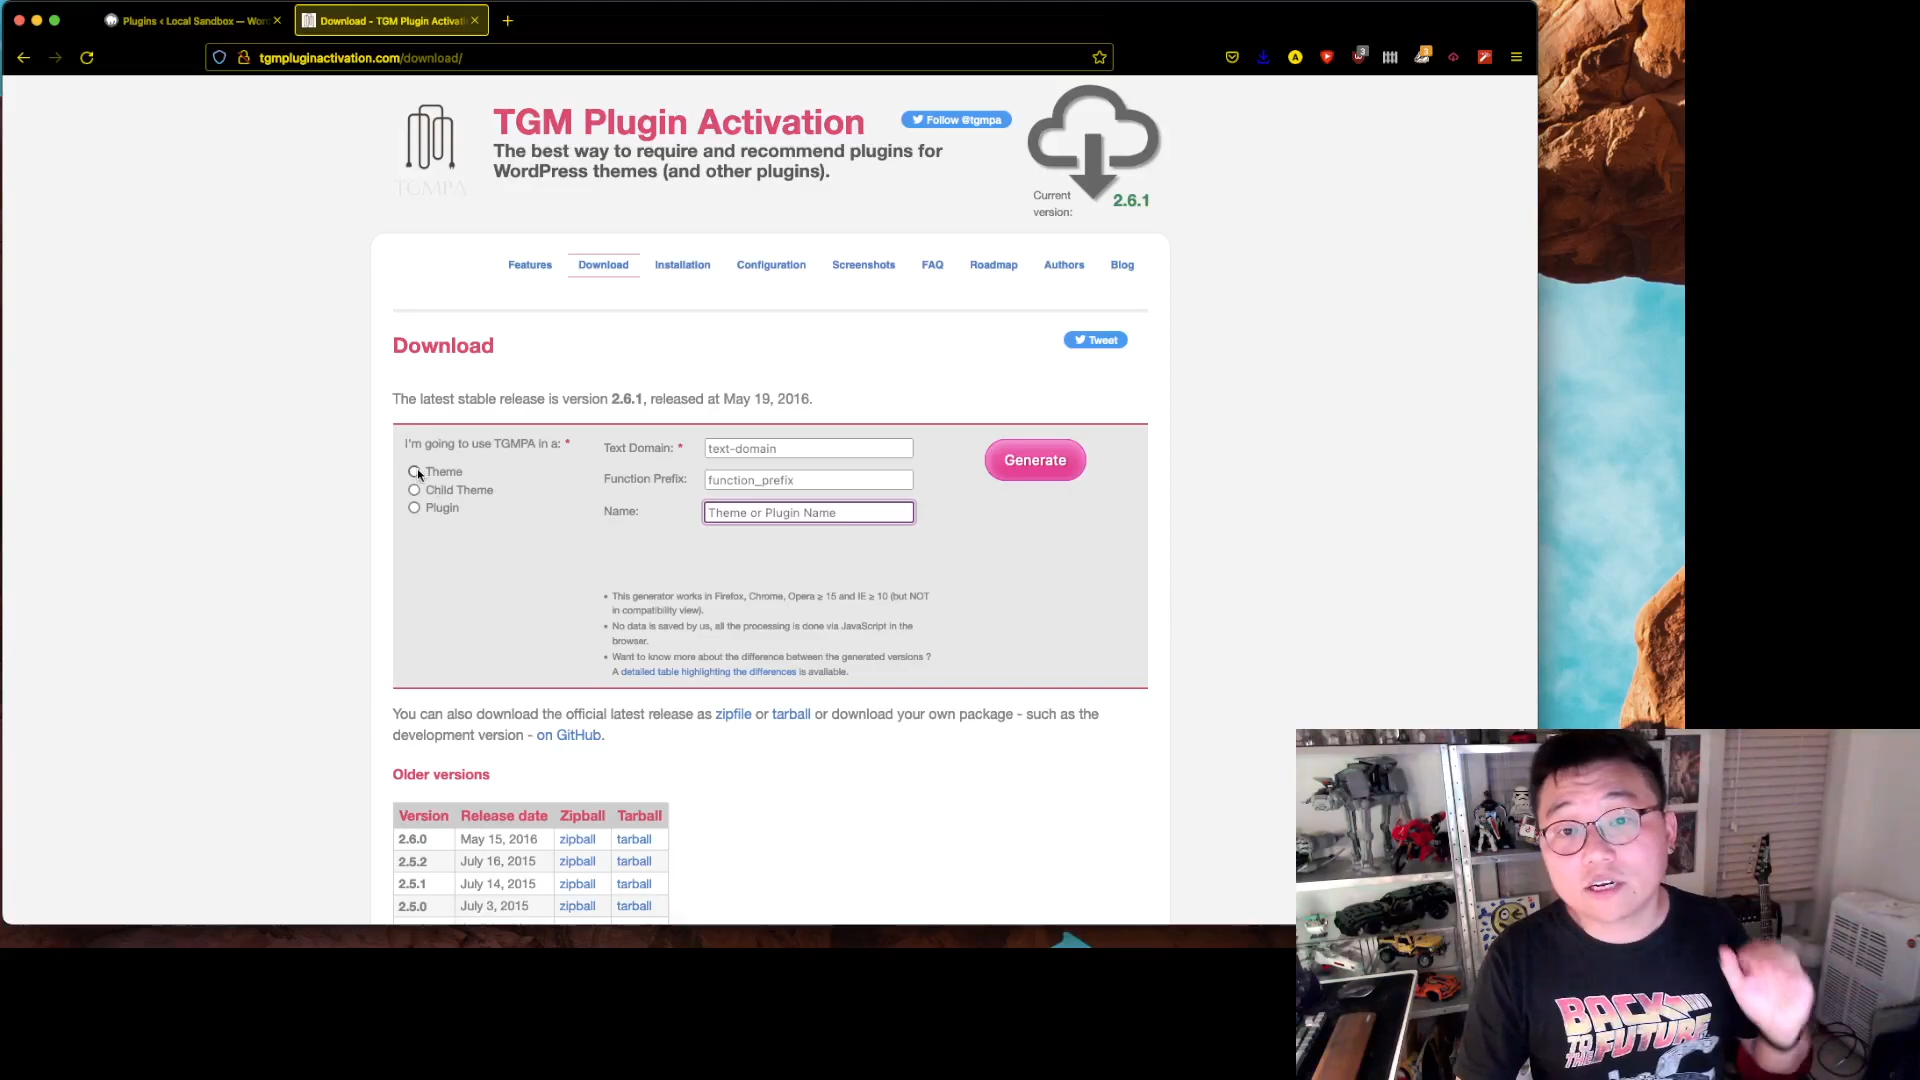 Plugins ‹ Local Sandbox — Wor
Download - TGM Plugin Activati
tgmpluginactivation.com/download/
A
3
3
TGMPA
TGM Plugin Activation
Follow @tgmpa
The best way to require and recommend plugins for
WordPress themes (and other plugins).
Current
version:
2.6.1
Features
Download
Installation
Configuration
Screenshots
FAQ
Roadmap
Authors
Blog
Download
Tweet
The latest stable release is version 2.6.1, released at May 19, 2016.
I'm going to use TGMPA in a: *
Theme
Child Theme
Plugin
Text Domain: *
text-domain
Function Prefix:
function_prefix
Name:
Theme or Plugin Name
Generate
• This generator works in Firefox, Chrome, Opera ≥ 15 and IE ≥ 10 (but NOT
in compatibility view).
• No data is saved by us, all the processing is done via JavaScript in the
browser.
• Want to know more about the difference between the generated versions ?
A detailed table highlighting the differences is available.
You can also download the official latest release as zipfile or tarball or download your own package - such as the
development version - on GitHub.
Older versions
Version Release date Zipball Tarball
2.6.0 May 15, 2016 zipball tarball
2.5.2 July 16, 2015 zipball tarball
2.5.1 July 14, 2015 zipball tarball
2.5.0 July 3, 2015 zipball tarball
BACK
TO THE
FUTURE